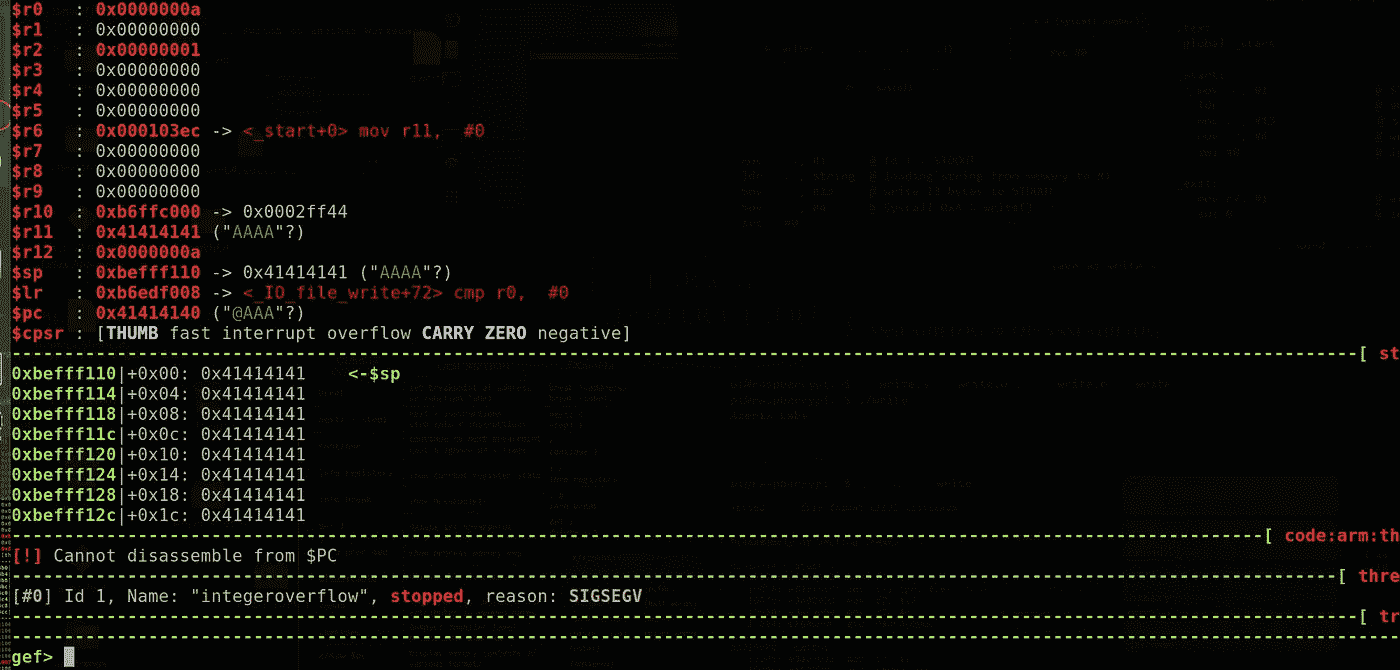 $r0   : 0x0000000a
$r1   : 0x00000000
$r2   : 0x00000001
$r3   : 0x00000000
$r4   : 0x00000000
$r5   : 0x00000000
$r6   : 0x000103ec -> <_start+0> mov r11,  #0
$r7   : 0x00000000
$r8   : 0x00000000
$r9   : 0x00000000
$r10  : 0xb6ffc000 -> 0x0002ff44
$r11  : 0x41414141 ("AAAA"?)
$r12  : 0x0000000a
$sp   : 0xbefff110 -> 0x41414141 ("AAAA"?)
$lr   : 0xb6edf008 -> <_IO_file_write+72> cmp r0,  #0
$pc   : 0x41414140 ("@AAA"?)
$cpsr : [THUMB fast interrupt overflow CARRY ZERO negative]
[ st
0xbefff110|+0x00: 0x41414141    <-$sp
0xbefff114|+0x04: 0x41414141
0xbefff118|+0x08: 0x41414141
0xbefff11c|+0x0c: 0x41414141
0xbefff120|+0x10: 0x41414141
0xbefff124|+0x14: 0x41414141
0xbefff128|+0x18: 0x41414141
0xbefff12c|+0x1c: 0x41414141
[ code:arm:th
[!] Cannot disassemble from $PC
[ thre
[#0] Id 1, Name: "integeroverflow", stopped, reason: SIGSEGV
[ tr
gef>